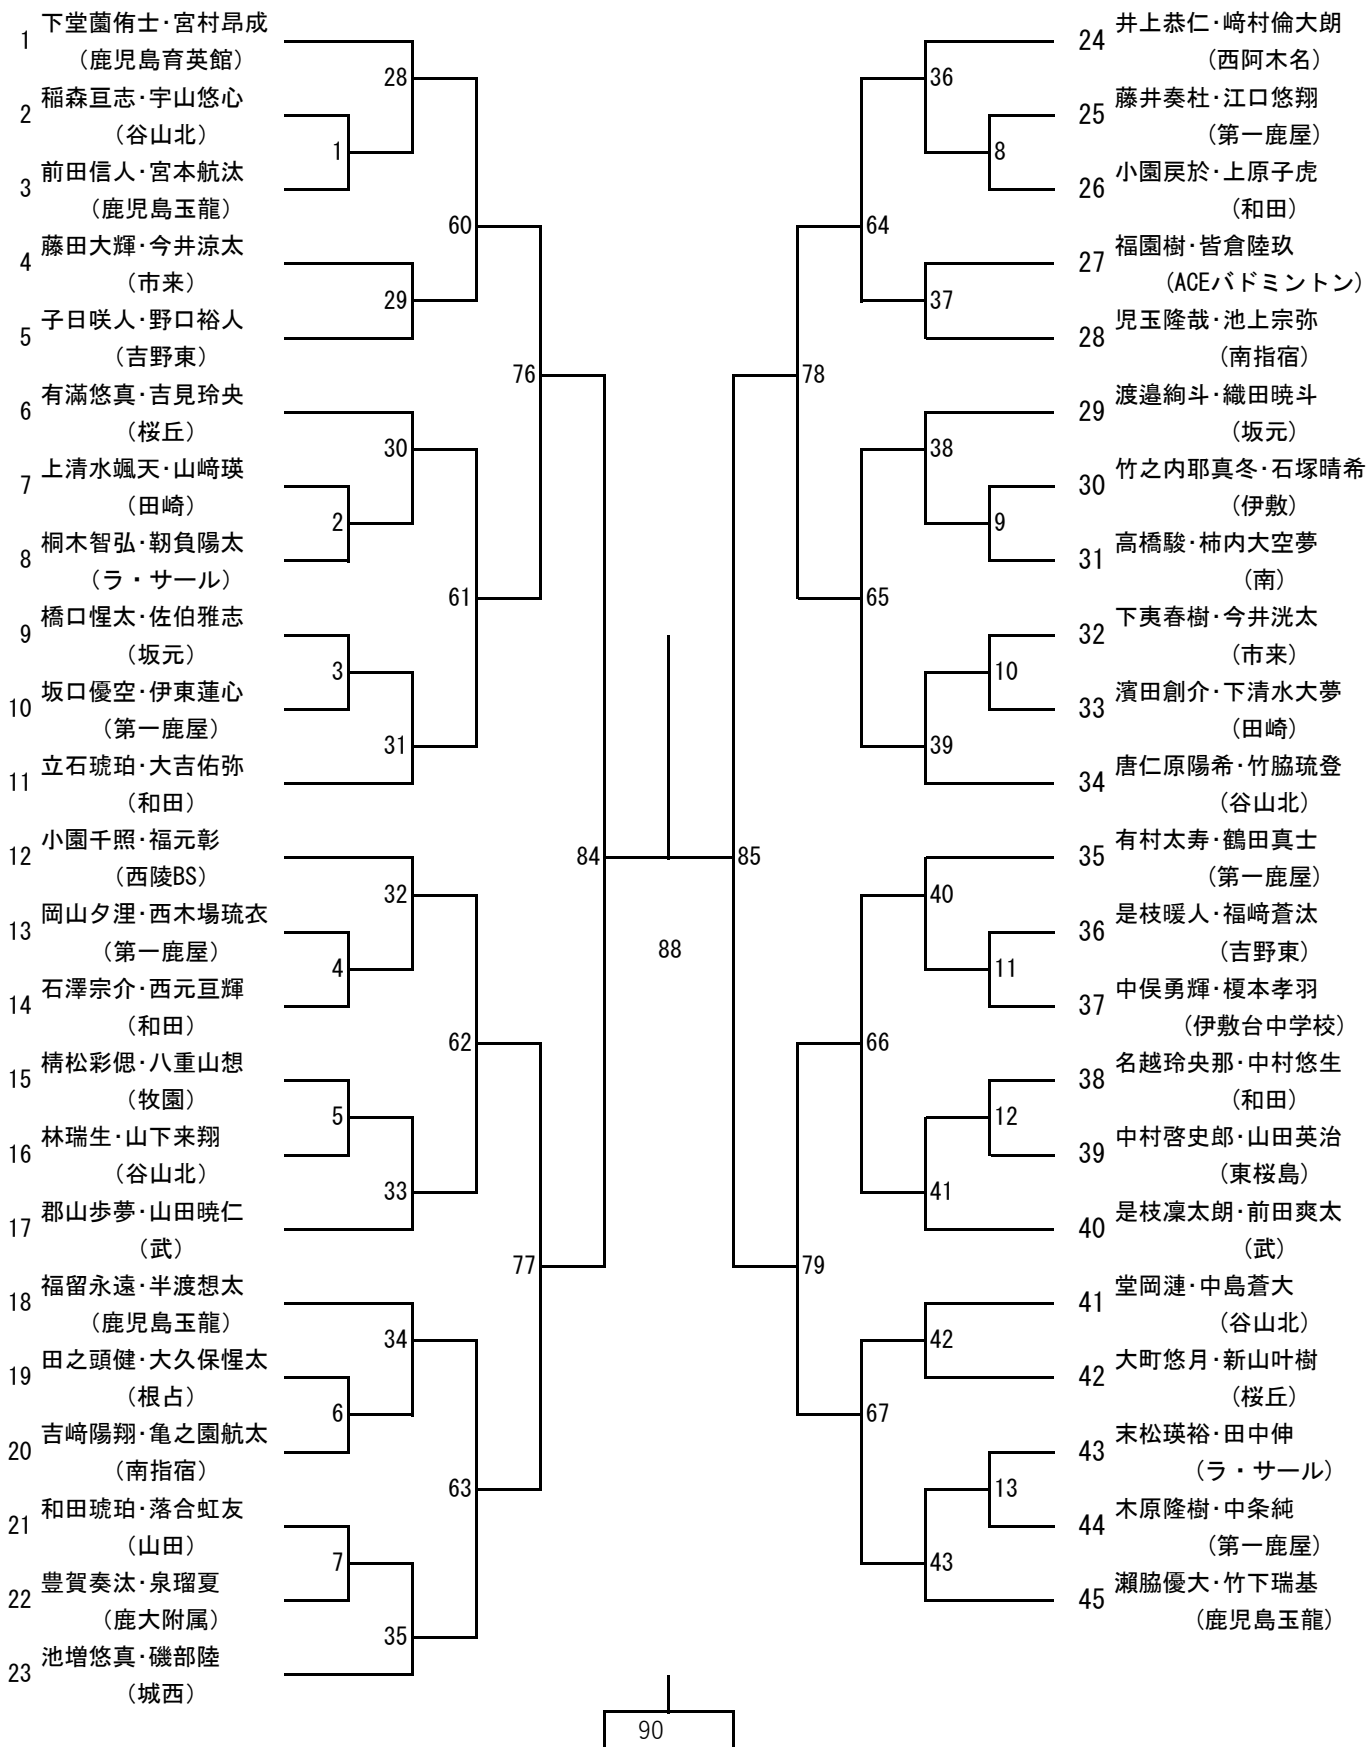 1 下堂薗侑士・宮村昂成
(鹿児島育英館)
2 稲森亘志・宇山悠心
(谷山北)
3 前田信人・宮本航汰
(鹿児島玉龍)
4 藤田大輝・今井涼太
(市来)
5 子日咲人・野口裕人
(吉野東)
6 有滿悠真・吉見玲央
(桜丘)
7 上清水颯天・山﨑瑛
(田崎)
8 桐木智弘・靭負陽太
(ラ・サール)
9 橋口惺太・佐伯雅志
(坂元)
10 坂口優空・伊東蓮心
(第一鹿屋)
11 立石琥珀・大吉佑弥
(和田)
12 小園千照・福元彰
(西陵BS)
13 岡山夕浬・西木場琉衣
(第一鹿屋)
14 石澤宗介・西元亘輝
(和田)
15 棈松彩偲・八重山想
(牧園)
16 林瑞生・山下来翔
(谷山北)
17 郡山歩夢・山田暁仁
(武)
18 福留永遠・半渡想太
(鹿児島玉龍)
19 田之頭健・大久保惺太
(根占)
20 吉﨑陽翔・亀之園航太
(南指宿)
21 和田琥珀・落合虹友
(山田)
22 豊賀奏汰・泉瑠夏
(鹿大附属)
23 池増悠真・磯部陸
(城西)
28
1
60
29
76
30
2
61
3
31
84
32
4
62
5
33
77
34
6
63
7
35
88
90
85
36
8
64
37
78
38
9
65
10
39
40
11
66
12
41
79
42
67
13
43
24 井上恭仁・﨑村倫大朗
(西阿木名)
25 藤井奏杜・江口悠翔
(第一鹿屋)
26 小園戻於・上原子虎
(和田)
27 福園樹・皆倉陸玖
(ACEバドミントン)
28 児玉隆哉・池上宗弥
(南指宿)
29 渡邉絢斗・織田暁斗
(坂元)
30 竹之内耶真冬・石塚晴希
(伊敷)
31 高橋駿・柿内大空夢
(南)
32 下夷春樹・今井洸太
(市来)
33 濱田創介・下清水大夢
(田崎)
34 唐仁原陽希・竹脇琉登
(谷山北)
35 有村太寿・鶴田真士
(第一鹿屋)
36 是枝暖人・福﨑蒼汰
(吉野東)
37 中俣勇輝・榎本孝羽
(伊敷台中学校)
38 名越玲央那・中村悠生
(和田)
39 中村啓史郎・山田英治
(東桜島)
40 是枝凜太朗・前田爽太
(武)
41 堂岡漣・中島蒼大
(谷山北)
42 大町悠月・新山叶樹
(桜丘)
43 末松瑛裕・田中伸
(ラ・サール)
44 木原隆樹・中条純
(第一鹿屋)
45 瀬脇優大・竹下瑞基
(鹿児島玉龍)